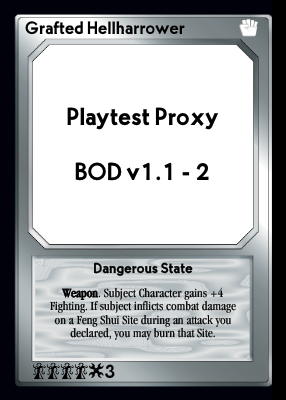 Grafted Hellharrower
Playtest Proxy
BOD v1.1 - 2
Dangerous State
Weapon. Subject Character gains +4
Fighting. If subject inflicts combat damage
on a Feng Shui Site during an attack you
declared, you may burn that Site.
3